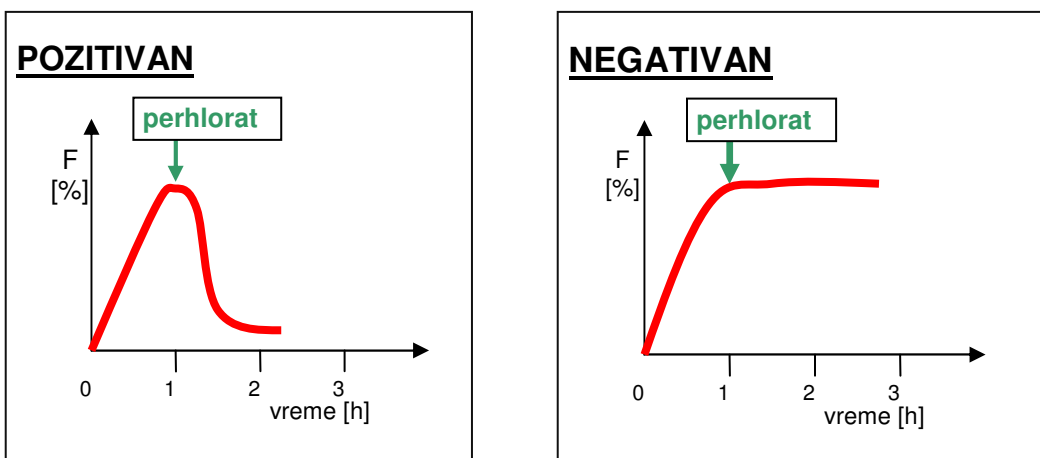 POZITIVAN
perhlorat
F
[%]
0 1 2 3
vreme [h]
NEGATIVAN
perhlorat
F
[%]
0 1 2 3
vreme [h]